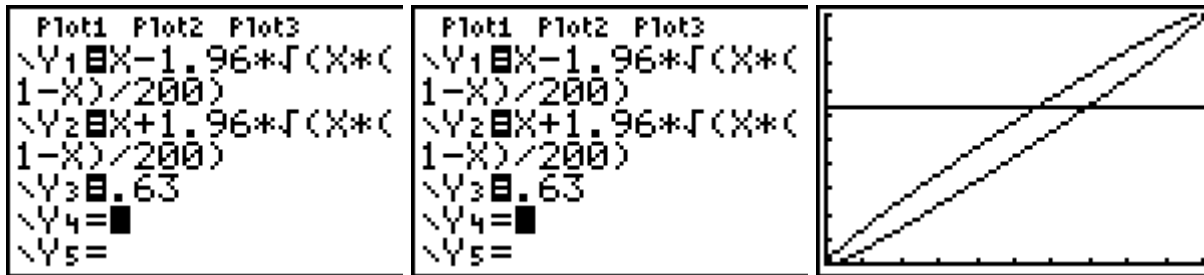 Plot1 Plot2 Plot3
\Y₁=X-1.96*√(X*(
1-X)/200)
\Y₂=X+1.96*√(X*(
1-X)/200)
\Y₃=.63
\Y₄=
\Y₅=
Plot1 Plot2 Plot3
\Y₁=X-1.96*√(X*(
1-X)/200)
\Y₂=X+1.96*√(X*(
1-X)/200)
\Y₃=.63
\Y₄=
\Y₅=